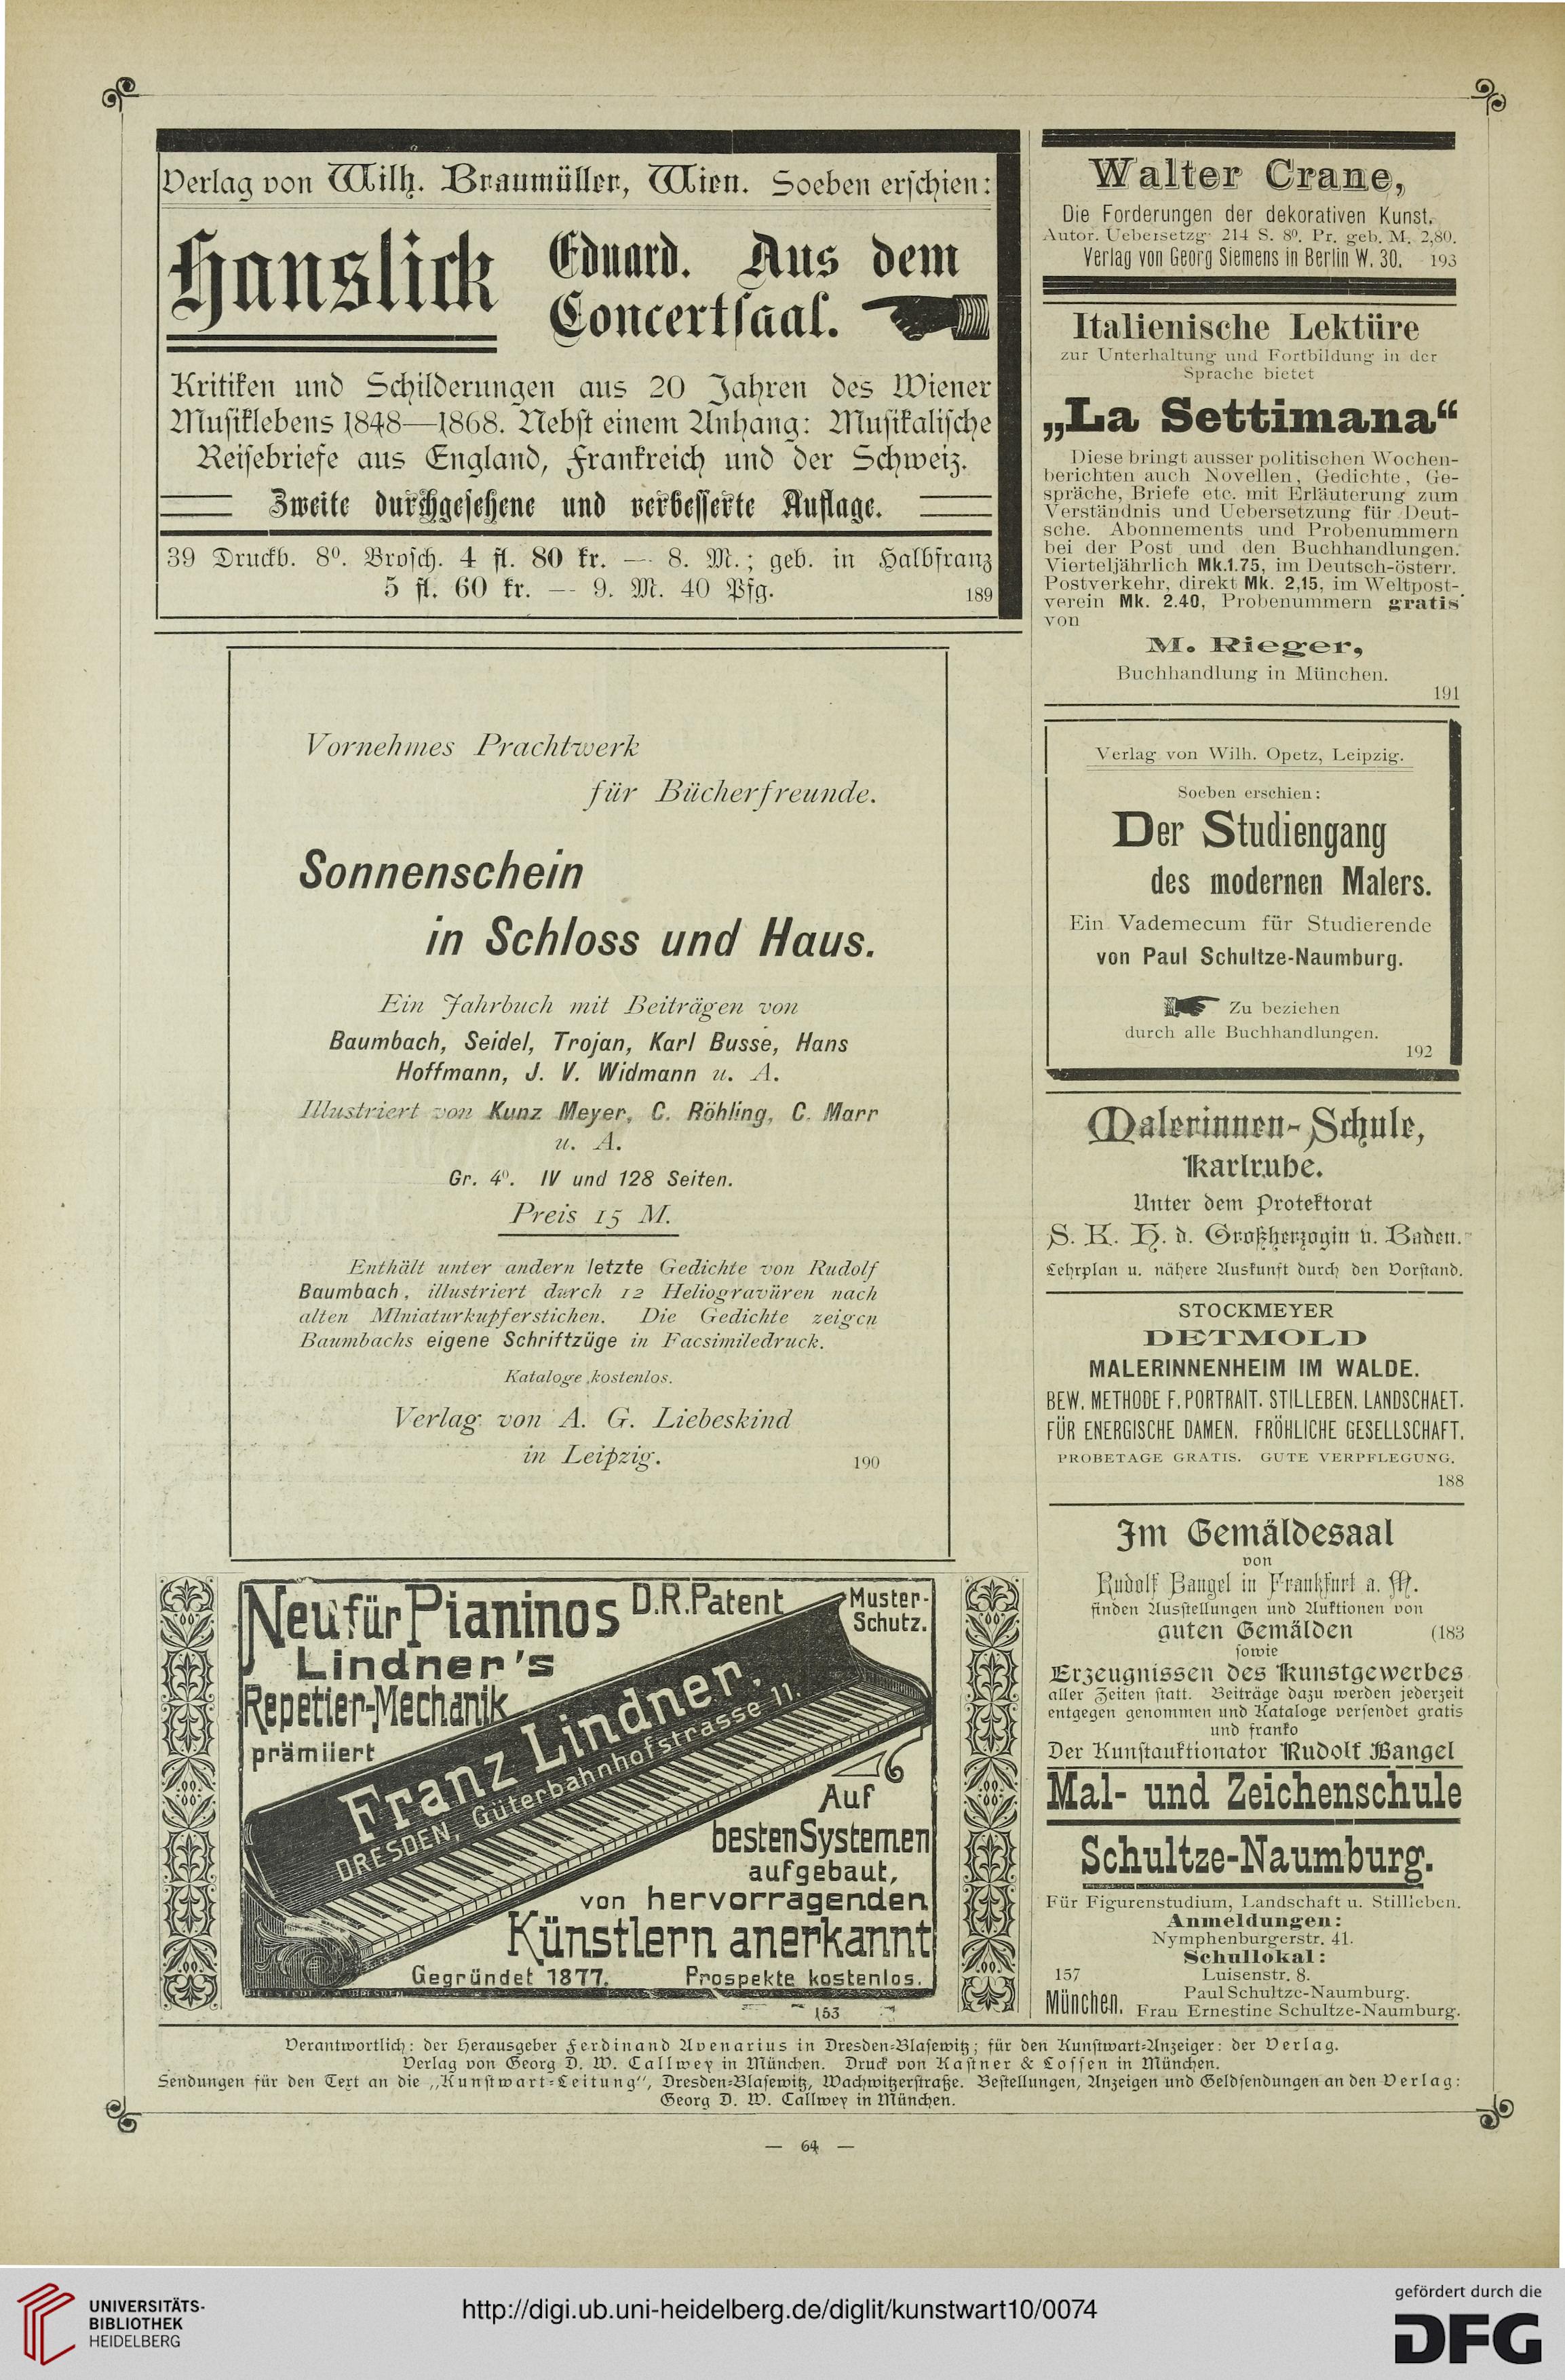 Verlag von Wilh. Braumüller, Wien. Soeben erschien:
Hanslick
Eduard. Aus dem
Concertsaal.
Kritiken und Schilderungen aus 20 Jahren des Wiener
Musiklebens 1848—1868. Nebst einem Anhang: Musikalische
Reisebriefe aus England, Frankreich und der Schweiz.
Zweite durchgesehene und verbesserte Auflage.
39 Druckb. 8⁰. Brosch. 4 fl. 80 kr. — 8. M.; geb. in Halbfranz
5 fl. 60 kr. — 9. M. 40 Pfg.
189
Vornehmes Prachtwerk
für Bücherfreunde.
Sonnenschein
in Schloss und Haus.
Ein Jahrbuch mit Beiträgen von
Baumbach, Seidel, Trojan, Karl Busse, Hans
Hoffmann, J. V. Widmann u. A.
Illustriert von Kunz Meyer, C. Röhling, C. Marr
u. A.
Gr. 4⁰. IV und 128 Seiten.
Preis 15 M.
Enthält unter andern letzte Gedichte von Rudolf
Baumbach, illustriert durch 12 Heliogravüren nach
alten MIniaturkupferstichen. Die Gedichte zeigen
Baumbachs eigene Schriftzüge in Facsimiledruck.
Kataloge kostenlos.
Verlag von A. G. Liebeskind
in Leipzig.
190
Neu für Pianinos D.R.Patent
Muster-
Schutz.
Lindner's
Repetier-Mechanik
prämiiert
Franz Lindner.
DRESDEN, Güterbahnhofstrasse 11.
Auf
besten Systemen
aufgebaut,
von hervorragenden
Künstlern anerkannt
Gegründet 1877. Prospekte kostenlos.
153
Walter Crane,
Die Forderungen der dekorativen Kunst.
Autor. Uebersetzg. 214 S. 8⁰. Pr. geb. M. 2,80.
Verlag von Georg Siemens in Berlin W. 30. 193
Italienische Lektüre
zur Unterhaltung und Fortbildung in der
Sprache bietet
„La Settimana“
Diese bringt ausser politischen Wochen-
berichten auch Novellen, Gedichte, Ge-
spräche, Briefe etc. mit Erläuterung zum
Verständnis und Uebersetzung für Deut-
sche. Abonnements und Probenummern
bei der Post und den Buchhandlungen.
Vierteljährlich Mk.1.75, im Deutsch-österr.
Postverkehr, direkt Mk. 2,15, im Weltpost-
verein Mk. 2.40, Probenummern gratis
von
M. Rieger,
Buchhandlung in München.
191
Verlag von Wilh. Opetz, Leipzig.
Soeben erschien:
Der Studiengang
des modernen Malers.
Ein Vademecum für Studierende
von Paul Schultze-Naumburg.
Zu beziehen
durch alle Buchhandlungen.
192
Malerinnen-Schule,
Karlruhe.
Unter dem Protektorat
S. K. H. d. Großherzogin v. Baden.
Lehrplan u. nähere Auskunft durch den Vorstand.
STOCKMEYER
DETMOLD
MALERINNENHEIM IM WALDE.
BEW. METHODE F. PORTRAIT. STILLEBEN. LANDSCHAET.
FÜR ENERGISCHE DAMEN. FRÖHLICHE GESELLSCHAFT.
PROBETAGE GRATIS. GUTE VERPFLEGUNG.
188
Im Gemäldesaal
von
Rudolf Bangel in Frankfurt a. M.
finden Ausstellungen und Auktionen von
guten Gemälden (183
sowie
Erzeugnissen des Kunstgewerbes
aller Zeiten statt. Beiträge dazu werden jederzeit
entgegen genommen und Kataloge versendet gratis
und franko
Der Kunstauktionator Rudolf Bangel
Mal- und Zeichenschule
Schultze-Naumburg.
Für Figurenstudium, Landschaft u. Stillleben.
Anmeldungen:
Nymphenburgerstr. 41.
Schullokal:
157 Luisenstr. 8.
Paul Schultze-Naumburg.
München. Frau Ernestine Schultze-Naumburg.
Verantwortlich: der Herausgeber Ferdinand Avenarius in Dresden-Blasewitz; für den Kunstwart-Anzeiger: der Verlag.
Verlag von Georg D. W. Callwey in München. Druck von Kastner & Lossen in München.
Sendungen für den Text an die „Kunstwart-Leitung“, Dresden-Blasewitz, Wachwitzerstraße. Bestellungen, Anzeigen und Geldsendungen an den Verlag:
Georg D. W. Callwey in München.
— 64 —
UNIVERSITÄTS-
BIBLIOTHEK
HEIDELBERG
http://digi.ub.uni-heidelberg.de/diglit/kunstwart10/0074
gefördert durch die
DFG